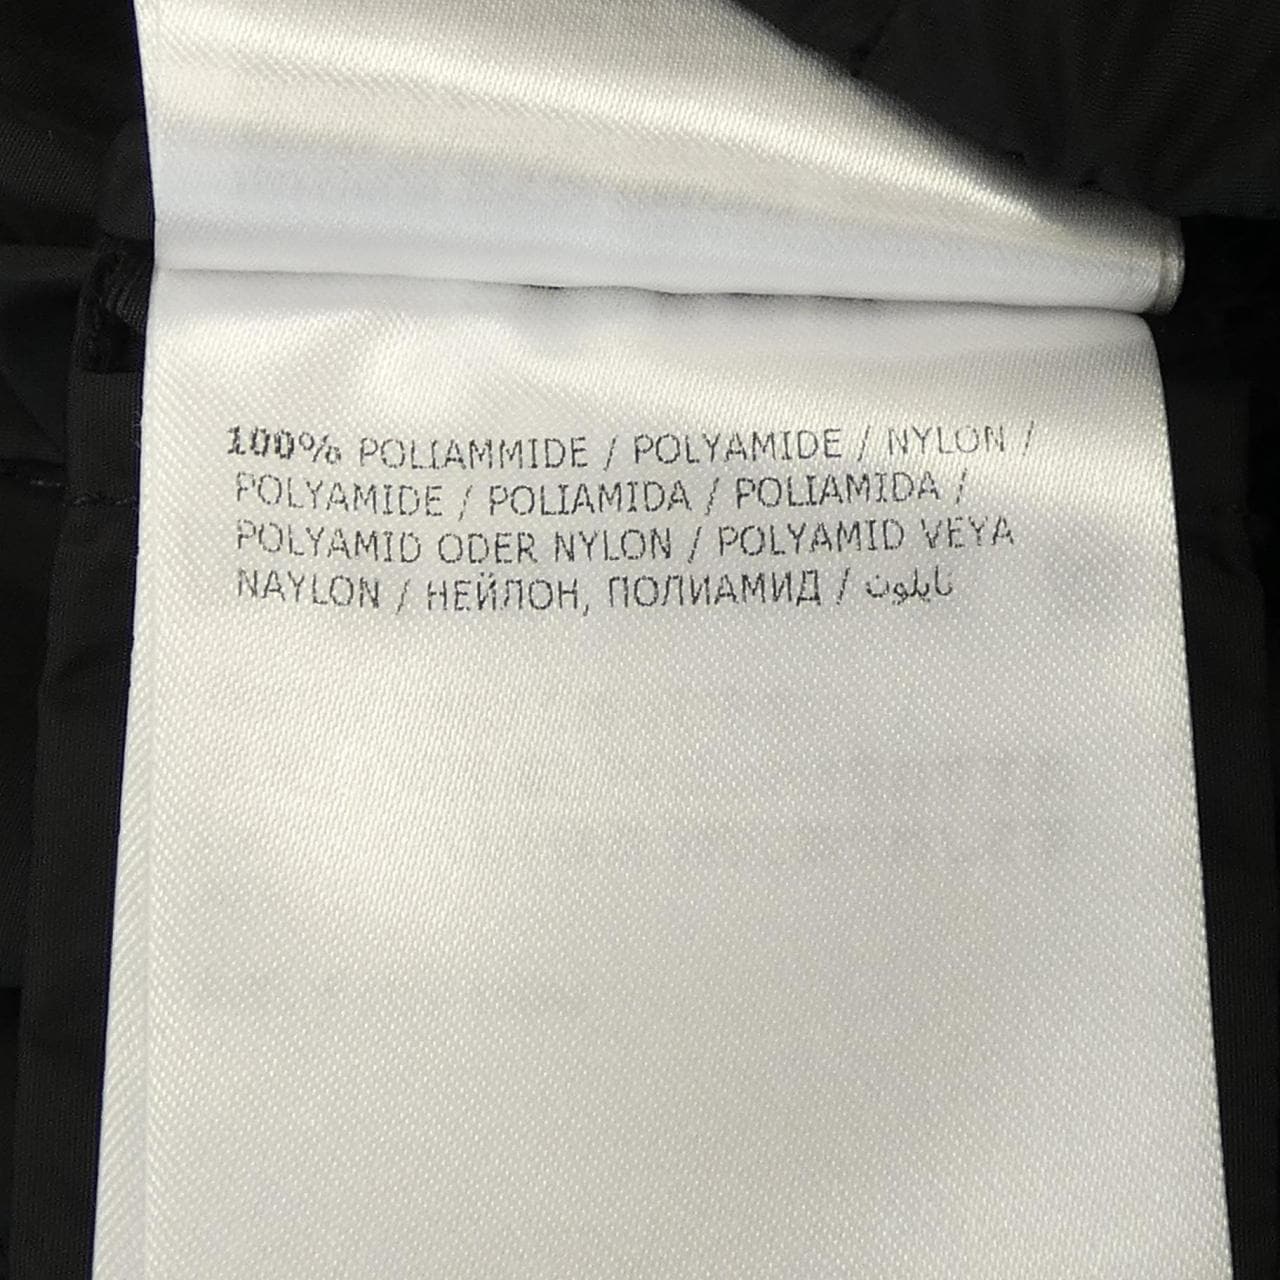 100% POLIAMMIDE / POLYAMIDE / NYLON /
POLYAMIDE / POLIAMIDA / POLIAMIDA /
POLYAMID ODER NYLON / POLYAMID VEYA
NAYLON / НЕЙЛОН, ПОЛИАМИД / نايلون